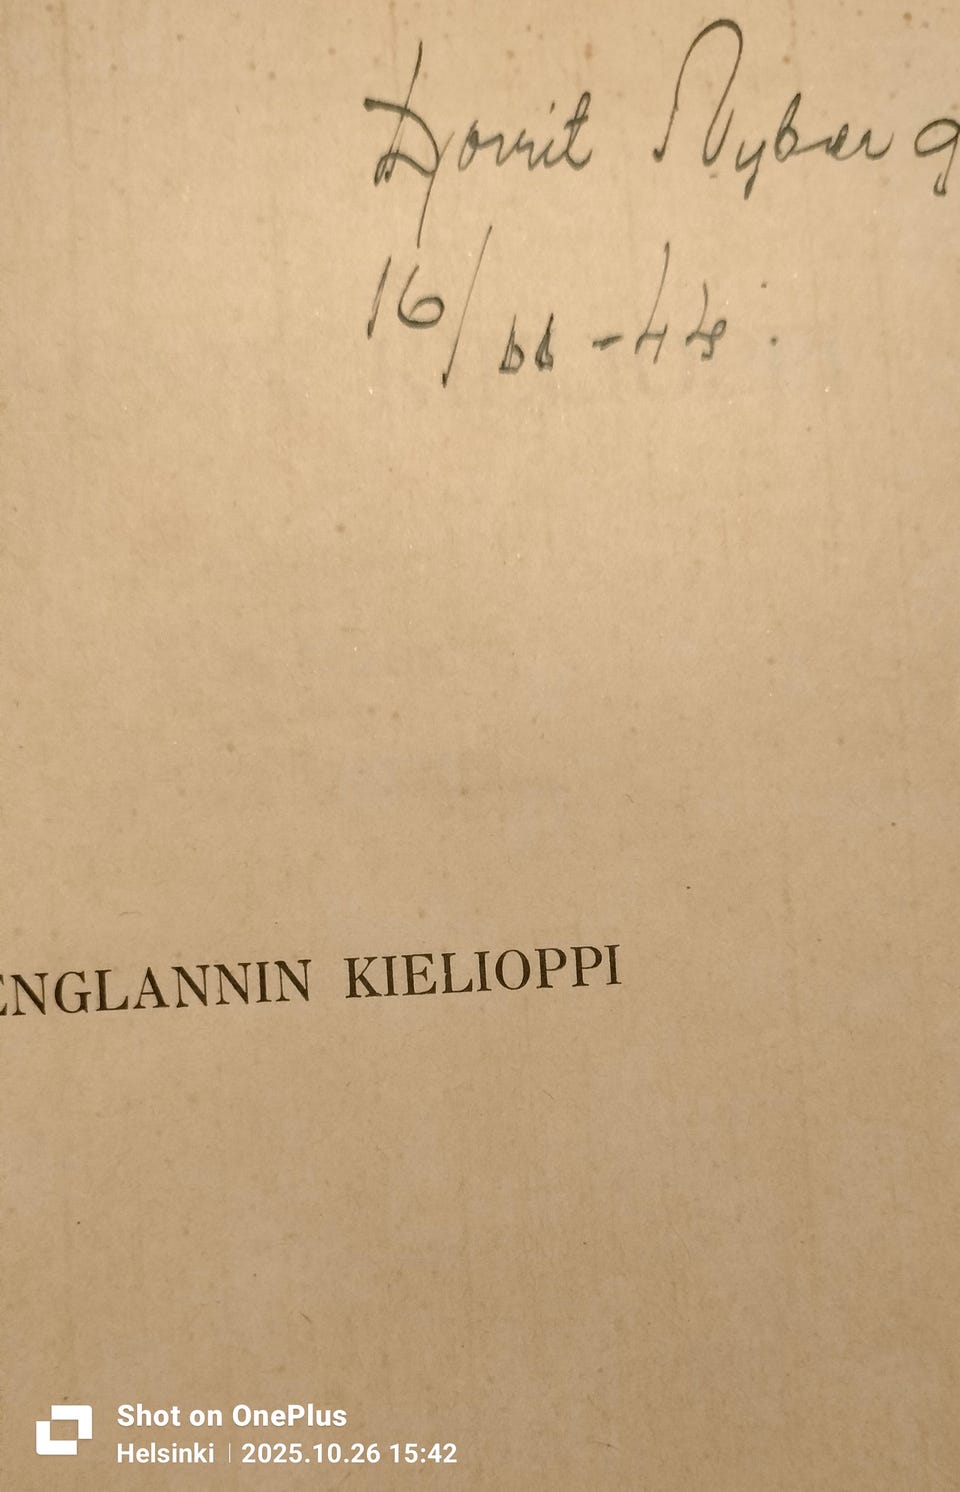 Dorrit Nyberg
16/ -44.
ENGLANNIN KIELIOPPI
Shot on OnePlus
Helsinki | 2025.10.26 15:42